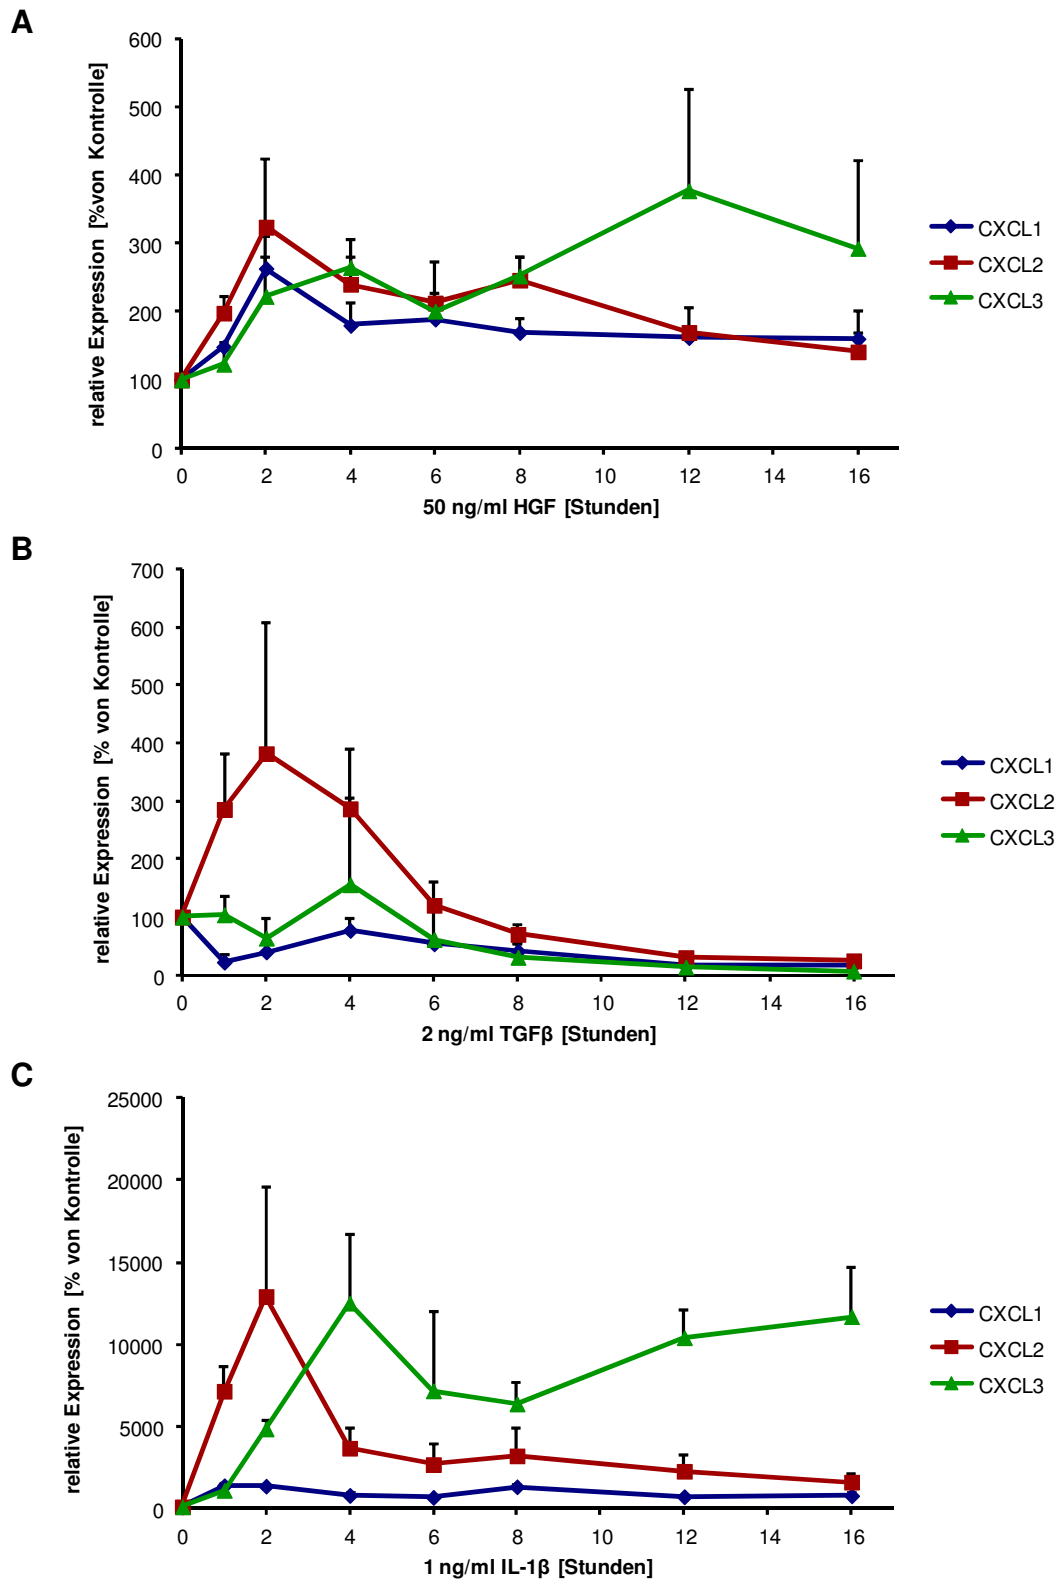 A
relative Expression [%von Kontrolle]
600
500
400
300
200
100
0
0 2 4 6 8 10 12 14 16
50 ng/ml HGF [Stunden]
CXCL1
CXCL2
CXCL3
B
relative Expression [% von Kontrolle]
700
600
500
400
300
200
100
0
0 2 4 6 8 10 12 14 16
2 ng/ml TGFβ [Stunden]
CXCL1
CXCL2
CXCL3
C
relative Expression [% von Kontrolle]
25000
20000
15000
10000
5000
0
0 2 4 6 8 10 12 14 16
1 ng/ml IL-1β [Stunden]
CXCL1
CXCL2
CXCL3